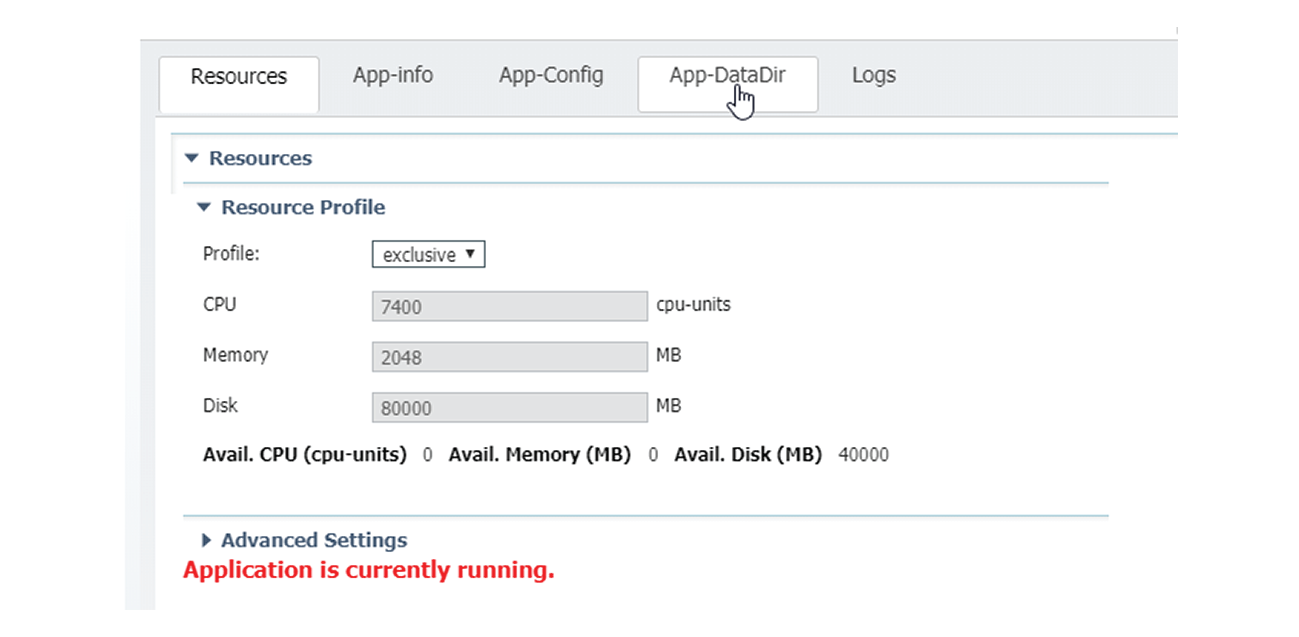 Resources App-info App-Config App-DataDir Logs
Resources
Resource Profile
Profile: exclusive
CPU 7400 cpu-units
Memory 2048 MB
Disk 80000 MB
Avail. CPU (cpu-units) 0 Avail. Memory (MB) 0 Avail. Disk (MB) 40000
Advanced Settings
Application is currently running.